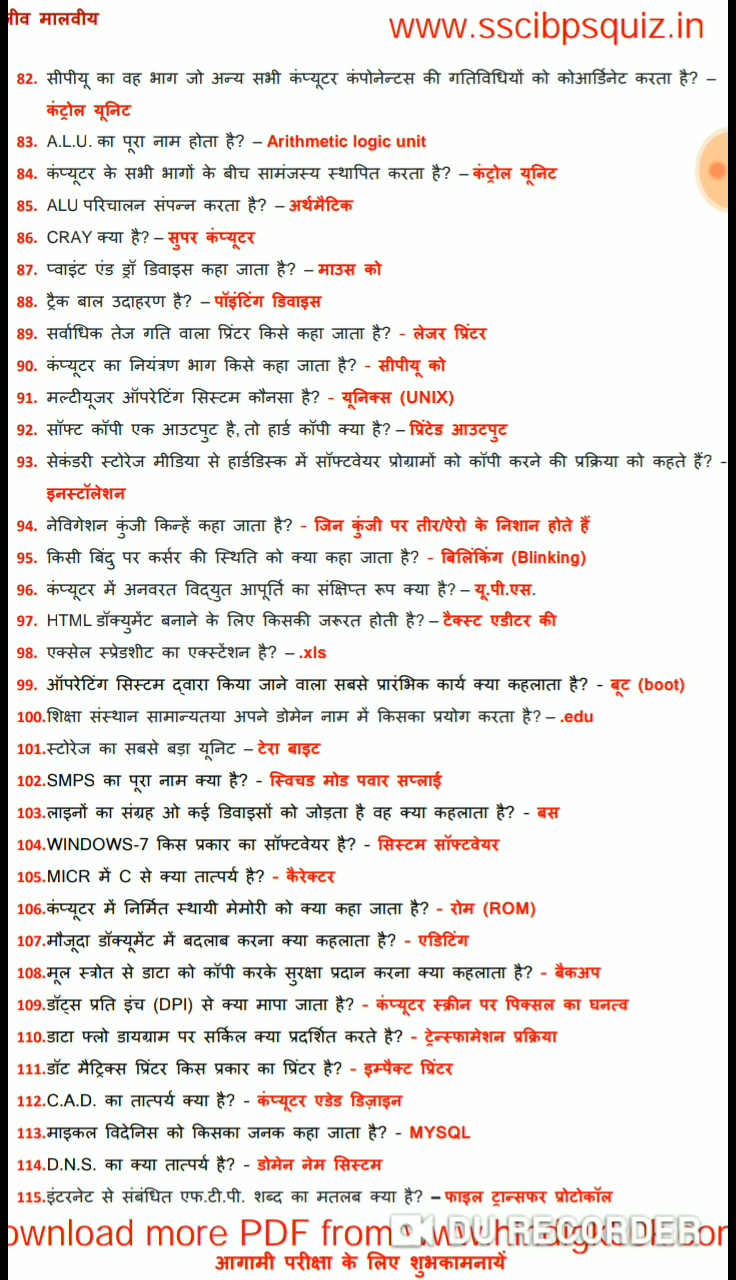 मालवीय
www.sscibpsquiz.in
82. सीपीयू का वह भाग जो अन्य सभी कंप्यूटर कंपोनेन्टस की गतिविधियों को कोआर्डिनेट करता है? –
कंट्रोल यूनिट
83. A.L.U. का पूरा नाम होता है? – Arithmetic logic unit
84. कंप्यूटर के सभी भागों के बीच सामंजस्य स्थापित करता है? – कंट्रोल यूनिट
85. ALU परिचालन संपन्न करता है? – अर्थमैटिक
86. CRAY क्या है? – सुपर कंप्यूटर
87. प्वाइंट एंड ड्रॉ डिवाइस कहा जाता है? – माउस को
88. ट्रैक बाल उदाहरण है? – पॉइंटिंग डिवाइस
89. सर्वाधिक तेज गति वाला प्रिंटर किसे कहा जाता है? - लेजर प्रिंटर
90. कंप्यूटर का नियंत्रण भाग किसे कहा जाता है? - सीपीयू को
91. मल्टीयूजर ऑपरेटिंग सिस्टम कौनसा है? - यूनिक्स (UNIX)
92. सॉफ्ट कॉपी एक आउटपुट है, तो हार्ड कॉपी क्या है? – प्रिंटेड आउटपुट
93. सेकंडरी स्टोरेज मीडिया से हार्डडिस्क में सॉफ्टवेयर प्रोग्रामों को कॉपी करने की प्रक्रिया को कहते हैं? -
इनस्टॉलेशन
94. नेविगेशन कुंजी किन्हें कहा जाता है? - जिन कुंजी पर तीर/ऐरो के निशान होते हैं
95. किसी बिंदु पर कर्सर की स्थिति को क्या कहा जाता है? - बिलिंकिंग (Blinking)
96. कंप्यूटर में अनवरत विद्युत आपूर्ति का संक्षिप्त रूप क्या है? – यू.पी.एस.
97. HTML डॉक्युमेंट बनाने के लिए किसकी जरूरत होती है? – टैक्स्ट एडीटर की
98. एक्सेल स्प्रेडशीट का एक्स्टेंशन है? – .xls
99. ऑपरेटिंग सिस्टम द्वारा किया जाने वाला सबसे प्रारंभिक कार्य क्या कहलाता है? - बूट (boot)
100.शिक्षा संस्थान सामान्यतया अपने डोमेन नाम में किसका प्रयोग करता है? – .edu
101.स्टोरेज का सबसे बड़ा यूनिट – टेरा बाइट
102.SMPS का पूरा नाम क्या है? - स्विचड मोड पवार सप्लाई
103.लाइनों का संग्रह ओ कई डिवाइसों को जोड़ता है वह क्या कहलाता है? - बस
104.WINDOWS-7 किस प्रकार का सॉफ्टवेयर है? - सिस्टम सॉफ्टवेयर
105.MICR में C से क्या तात्पर्य है? - कैरेक्टर
106.कंप्यूटर में निर्मित स्थायी मेमोरी को क्या कहा जाता है? - रोम (ROM)
107.मौजूदा डॉक्यूमेंट में बदलाब करना क्या कहलाता है? - एडिटिंग
108.मूल स्त्रोत से डाटा को कॉपी करके सुरक्षा प्रदान करना क्या कहलाता है? - बैकअप
109.डॉट्स प्रति इंच (DPI) से क्या मापा जाता है? - कंप्यूटर स्क्रीन पर पिक्सल का घनत्व
110.डाटा फ्लो डायग्राम पर सर्किल क्या प्रदर्शित करते है? - ट्रेन्स्फामेशन प्रक्रिया
111.डॉट मैट्रिक्स प्रिंटर किस प्रकार का प्रिंटर है? - इम्पैक्ट प्रिंटर
112.C.A.D. का तात्पर्य क्या है? - कंप्यूटर एडेड डिज़ाइन
113.माइकल विदेनिस को किसका जनक कहा जाता है? - MYSQL
114.D.N.S. का क्या तात्पर्य है? - डोमेन नेम सिस्टम
115.इंटरनेट से संबंधित एफ.टी.पी. शब्द का मतलब क्या है? – फाइल ट्रान्सफर प्रोटोकॉल
more PDF from
DU RECORDER
आगामी परीक्षा के लिए शुभकामनायें